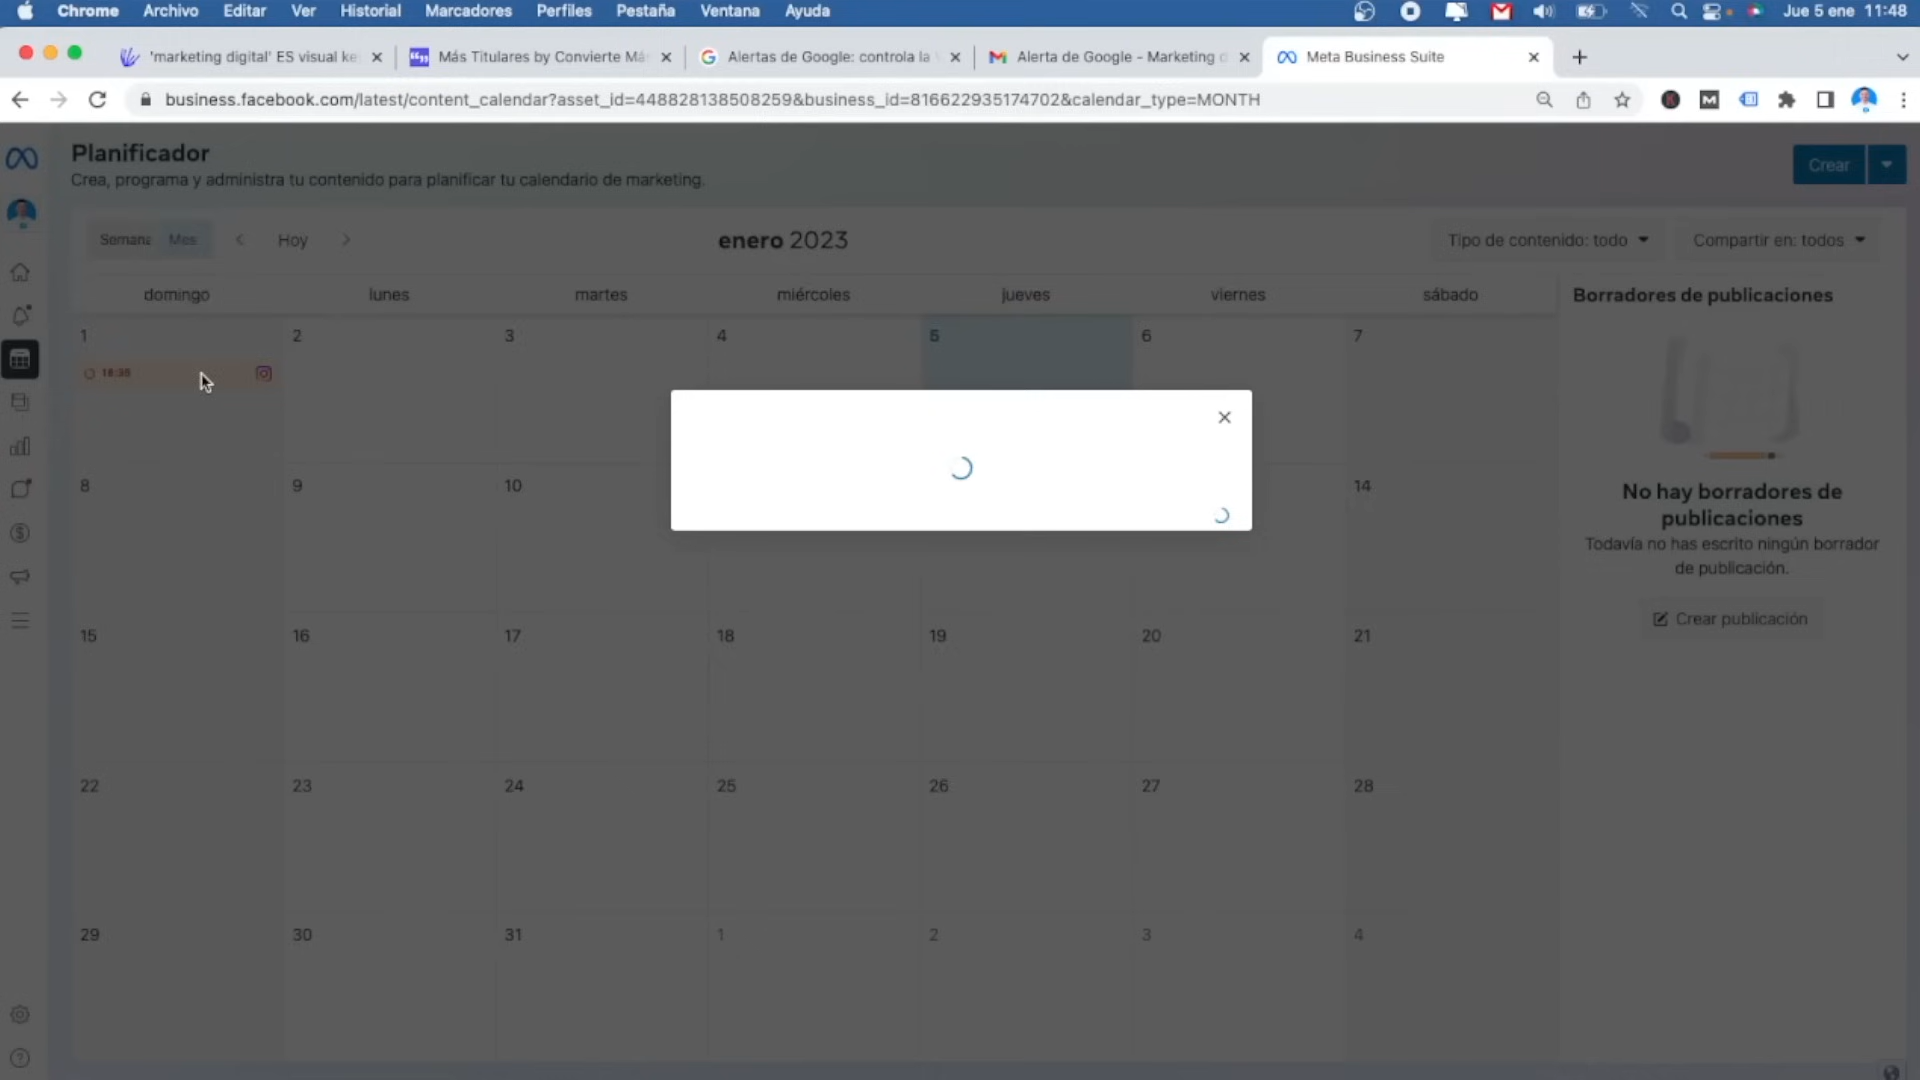 Chrome Archivo Editar Ver Historial Marcadores Perfiles Pestaña Ventana Ayuda Jue 5 ene 11:48
'marketing digital' ES visual ke Más Titulares by Convierte Má Alertas de Google: controla la Alerta de Google - Marketing d Meta Business Suite
business.facebook.com/latest/content_calendar?asset_id=448828138508259&business_id=816622935174702&calendar_type=MONTH
Planificador
Crear
Crea, programa y administra tu contenido para planificar tu calendario de marketing.
Semana Mes Hoy enero 2023 Tipo de contenido: todo Compartir en: todos
domingo lunes martes miércoles jueves viernes sábado Borradores de publicaciones
1 2 3 4 5 6 7
8 9 10 14
No hay borradores de
publicaciones
Todavía no has escrito ningún borrador
de publicación.
Crear publicación
15 16 17 18 19 20 21
22 23 24 25 26 27 28
29 30 31 1 2 3 4